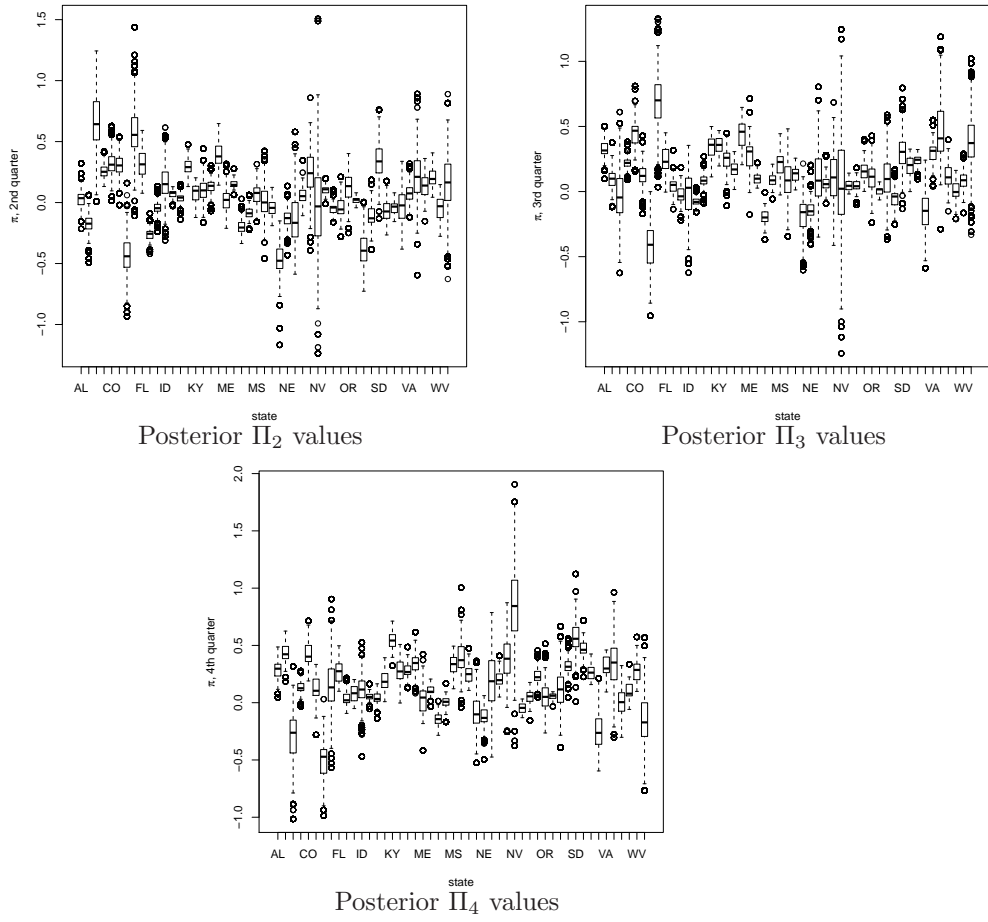 1.5
1.0
0.5
0.0
−0.5
−1.0
π, 2nd quarter
AL CO FL ID KY ME MS NE NV OR SD VA WV
state
Posterior Π₂ values
1.0
0.5
0.0
−0.5
−1.0
π, 3rd quarter
AL CO FL ID KY ME MS NE NV OR SD VA WV
state
Posterior Π₃ values
2.0
1.5
1.0
0.5
0.0
−0.5
−1.0
π, 4th quarter
AL CO FL ID KY ME MS NE NV OR SD VA WV
state
Posterior Π₄ values